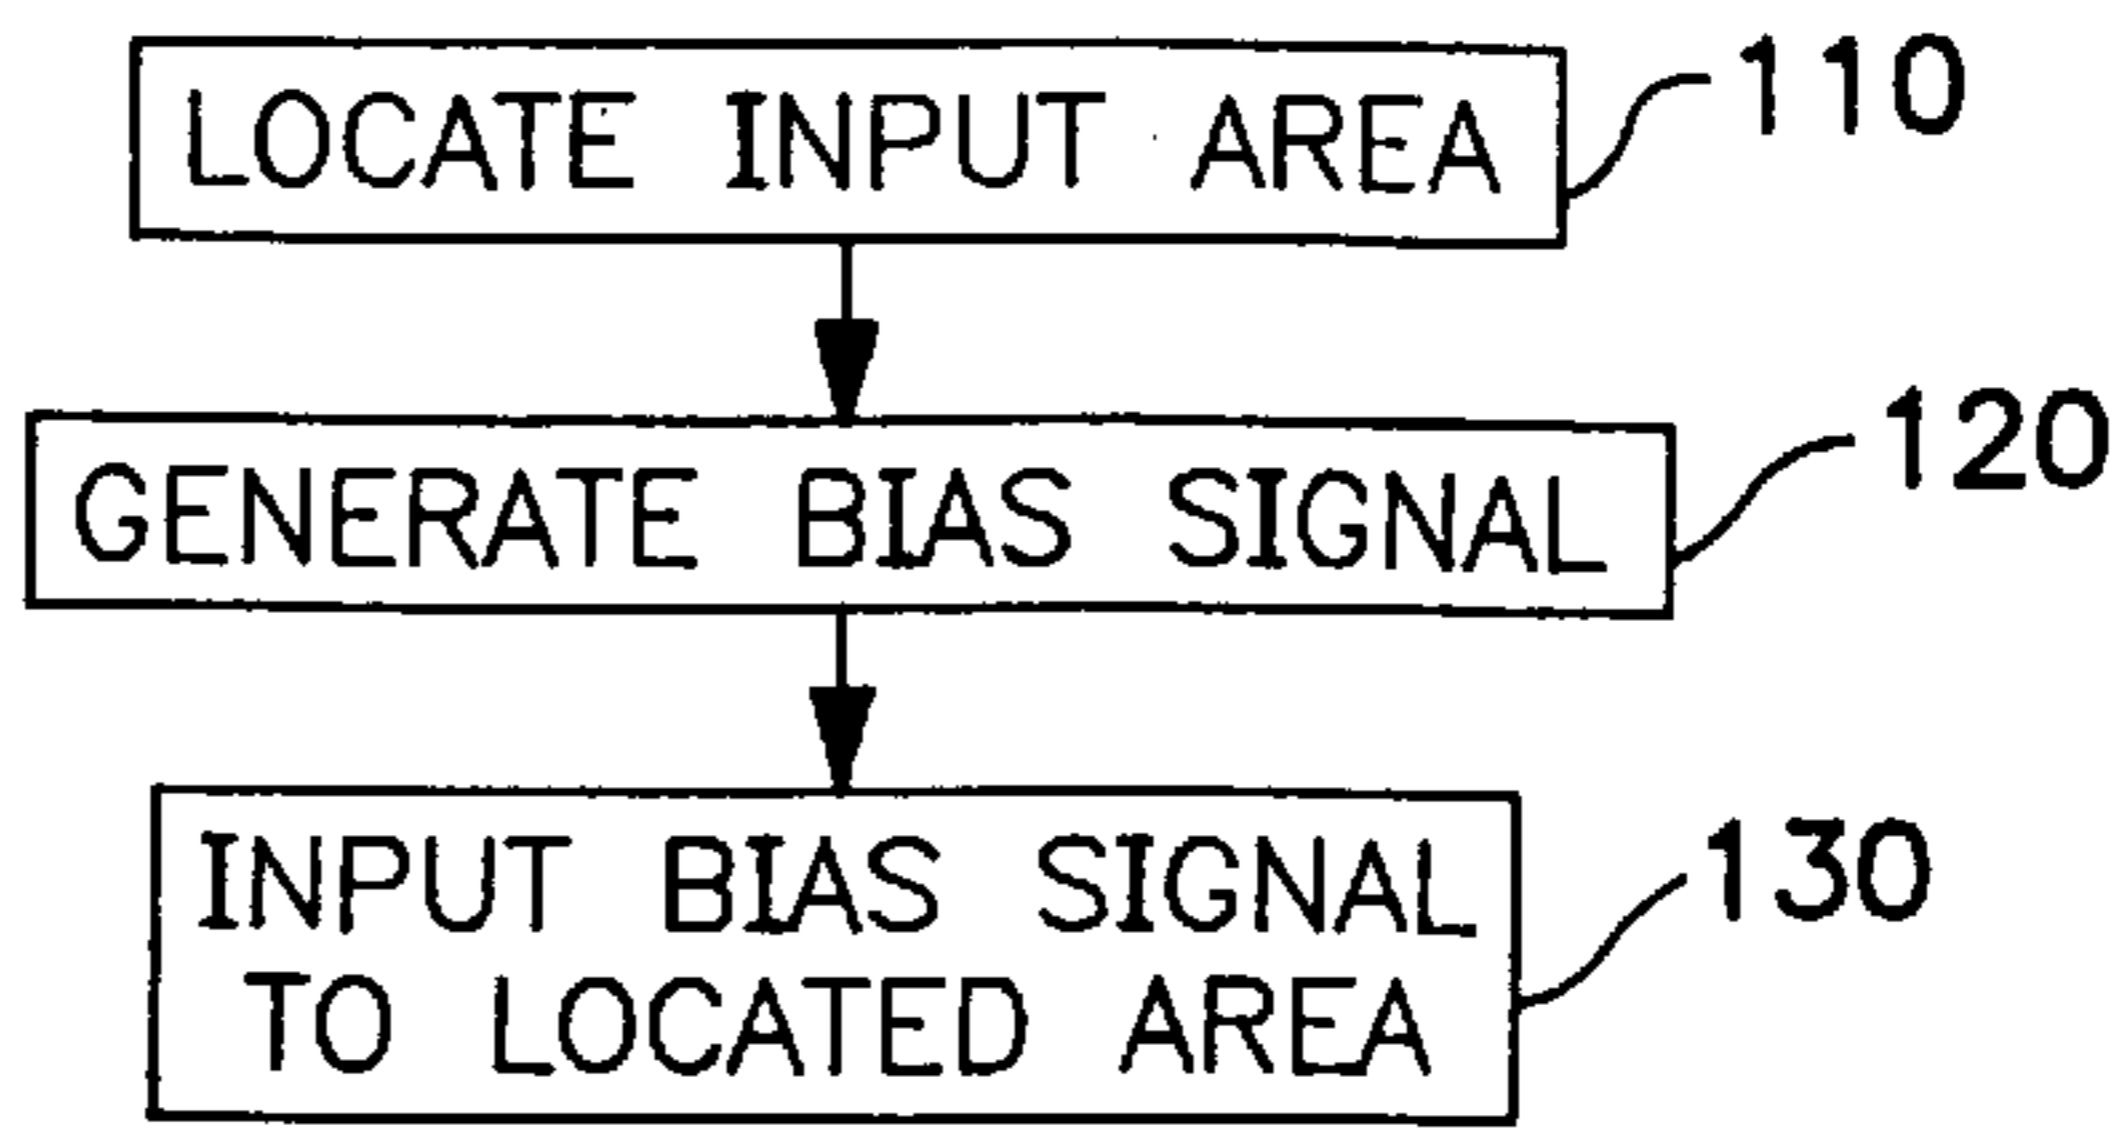 LOCATE INPUT AREA
110
GENERATE BIAS SIGNAL
120
INPUT BIAS SIGNAL
TO LOCATED AREA
130